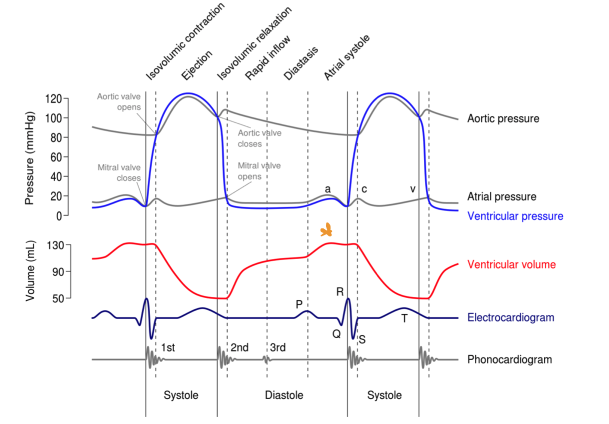 Isovolumic contraction
Ejection
Isovolumic relaxation
Rapid inflow
Diastasis
Atrial systole
Pressure (mmHg)
120
100
80
60
40
20
0
Aortic valve
opens
Aortic valve
closes
Mitral valve
closes
Mitral valve
opens
a
c
v
Aortic pressure
Atrial pressure
Ventricular pressure
Volume (mL)
130
90
50
Ventricular volume
P
R
Q
S
T
Electrocardiogram
1st
2nd
3rd
Phonocardiogram
Systole
Diastole
Systole